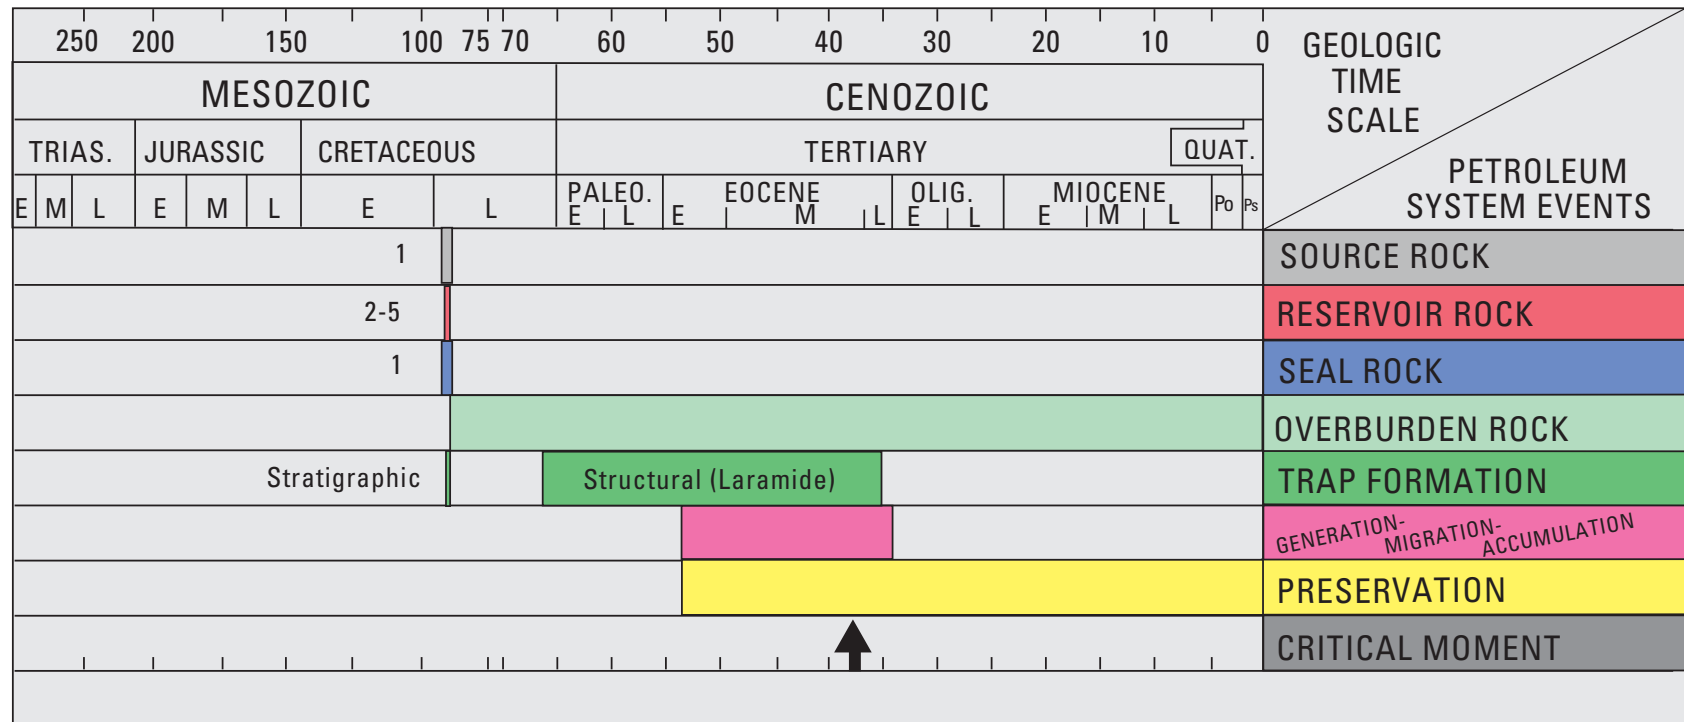 250 200 150 100 75 70 60 50 40 30 20 10 0
GEOLOGIC
TIME
SCALE
PETROLEUM
SYSTEM EVENTS
MESOZOIC CENOZOIC
TRIAS. JURASSIC CRETACEOUS TERTIARY QUAT.
PALEO. EOCENE OLIG. MIOCENE
E M L E M L E L E L E M L E L E M L Po Ps
1 SOURCE ROCK
2-5 RESERVOIR ROCK
1 SEAL ROCK
OVERBURDEN ROCK
Stratigraphic Structural (Laramide) TRAP FORMATION
GENERATION-
MIGRATION-
ACCUMULATION
PRESERVATION
CRITICAL MOMENT